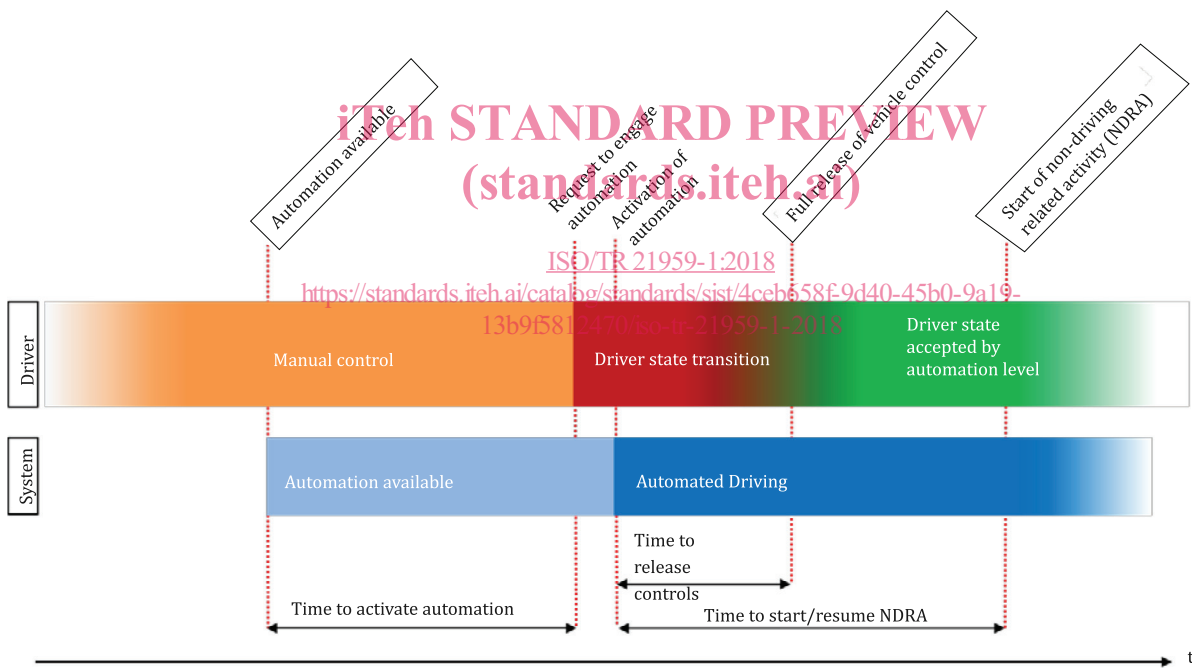 Automation available
Request to engage
automation
Activation of
automation
Full release of vehicle control
Start of non-driving
related activity (NDRA)
iTeh STANDARD PREVIEW
(standards.iteh.ai)
ISO/TR 21959-1:2018
https://standards.iteh.ai/catalog/standards/sist/4ceb658f-9d40-45b0-9a19-
13b9f5812470/iso-tr-21959-1-2018
Driver
Manual control
Driver state transition
Driver state
accepted by
automation level
System
Automation available
Automated Driving
Time to
release
controls
Time to activate automation
Time to start/resume NDRA
t